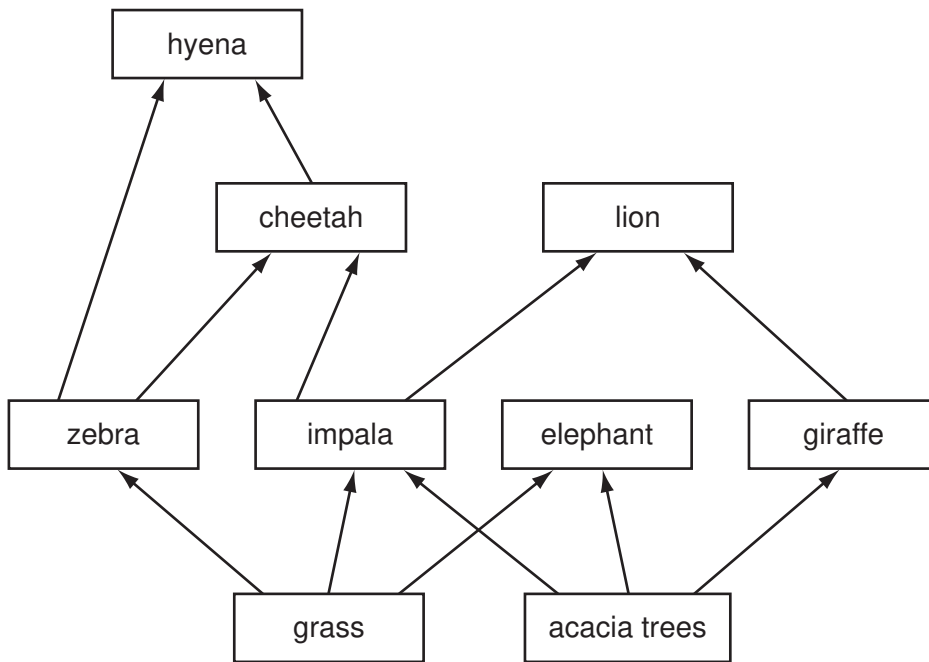 hyena
cheetah
lion
zebra
impala
elephant
giraffe
grass
acacia trees